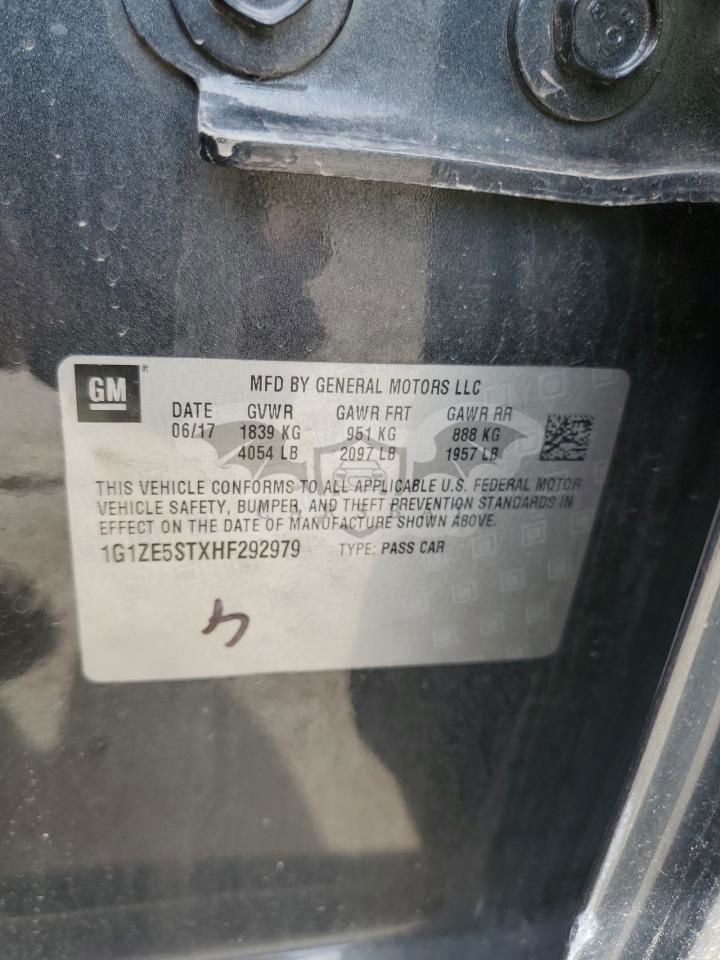 GM ®
MFD BY GENERAL MOTORS LLC
DATE GVWR GAWR FRT GAWR RR
06/17 1839 KG 951 KG 888 KG
4054 LB 2097 LB 1957 LB
THIS VEHICLE CONFORMS TO ALL APPLICABLE U.S. FEDERAL MOTOR
VEHICLE SAFETY, BUMPER, AND THEFT PREVENTION STANDARDS IN
EFFECT ON THE DATE OF MANUFACTURE SHOWN ABOVE.
1G1ZE5STXHF292979 TYPE: PASS CAR
4